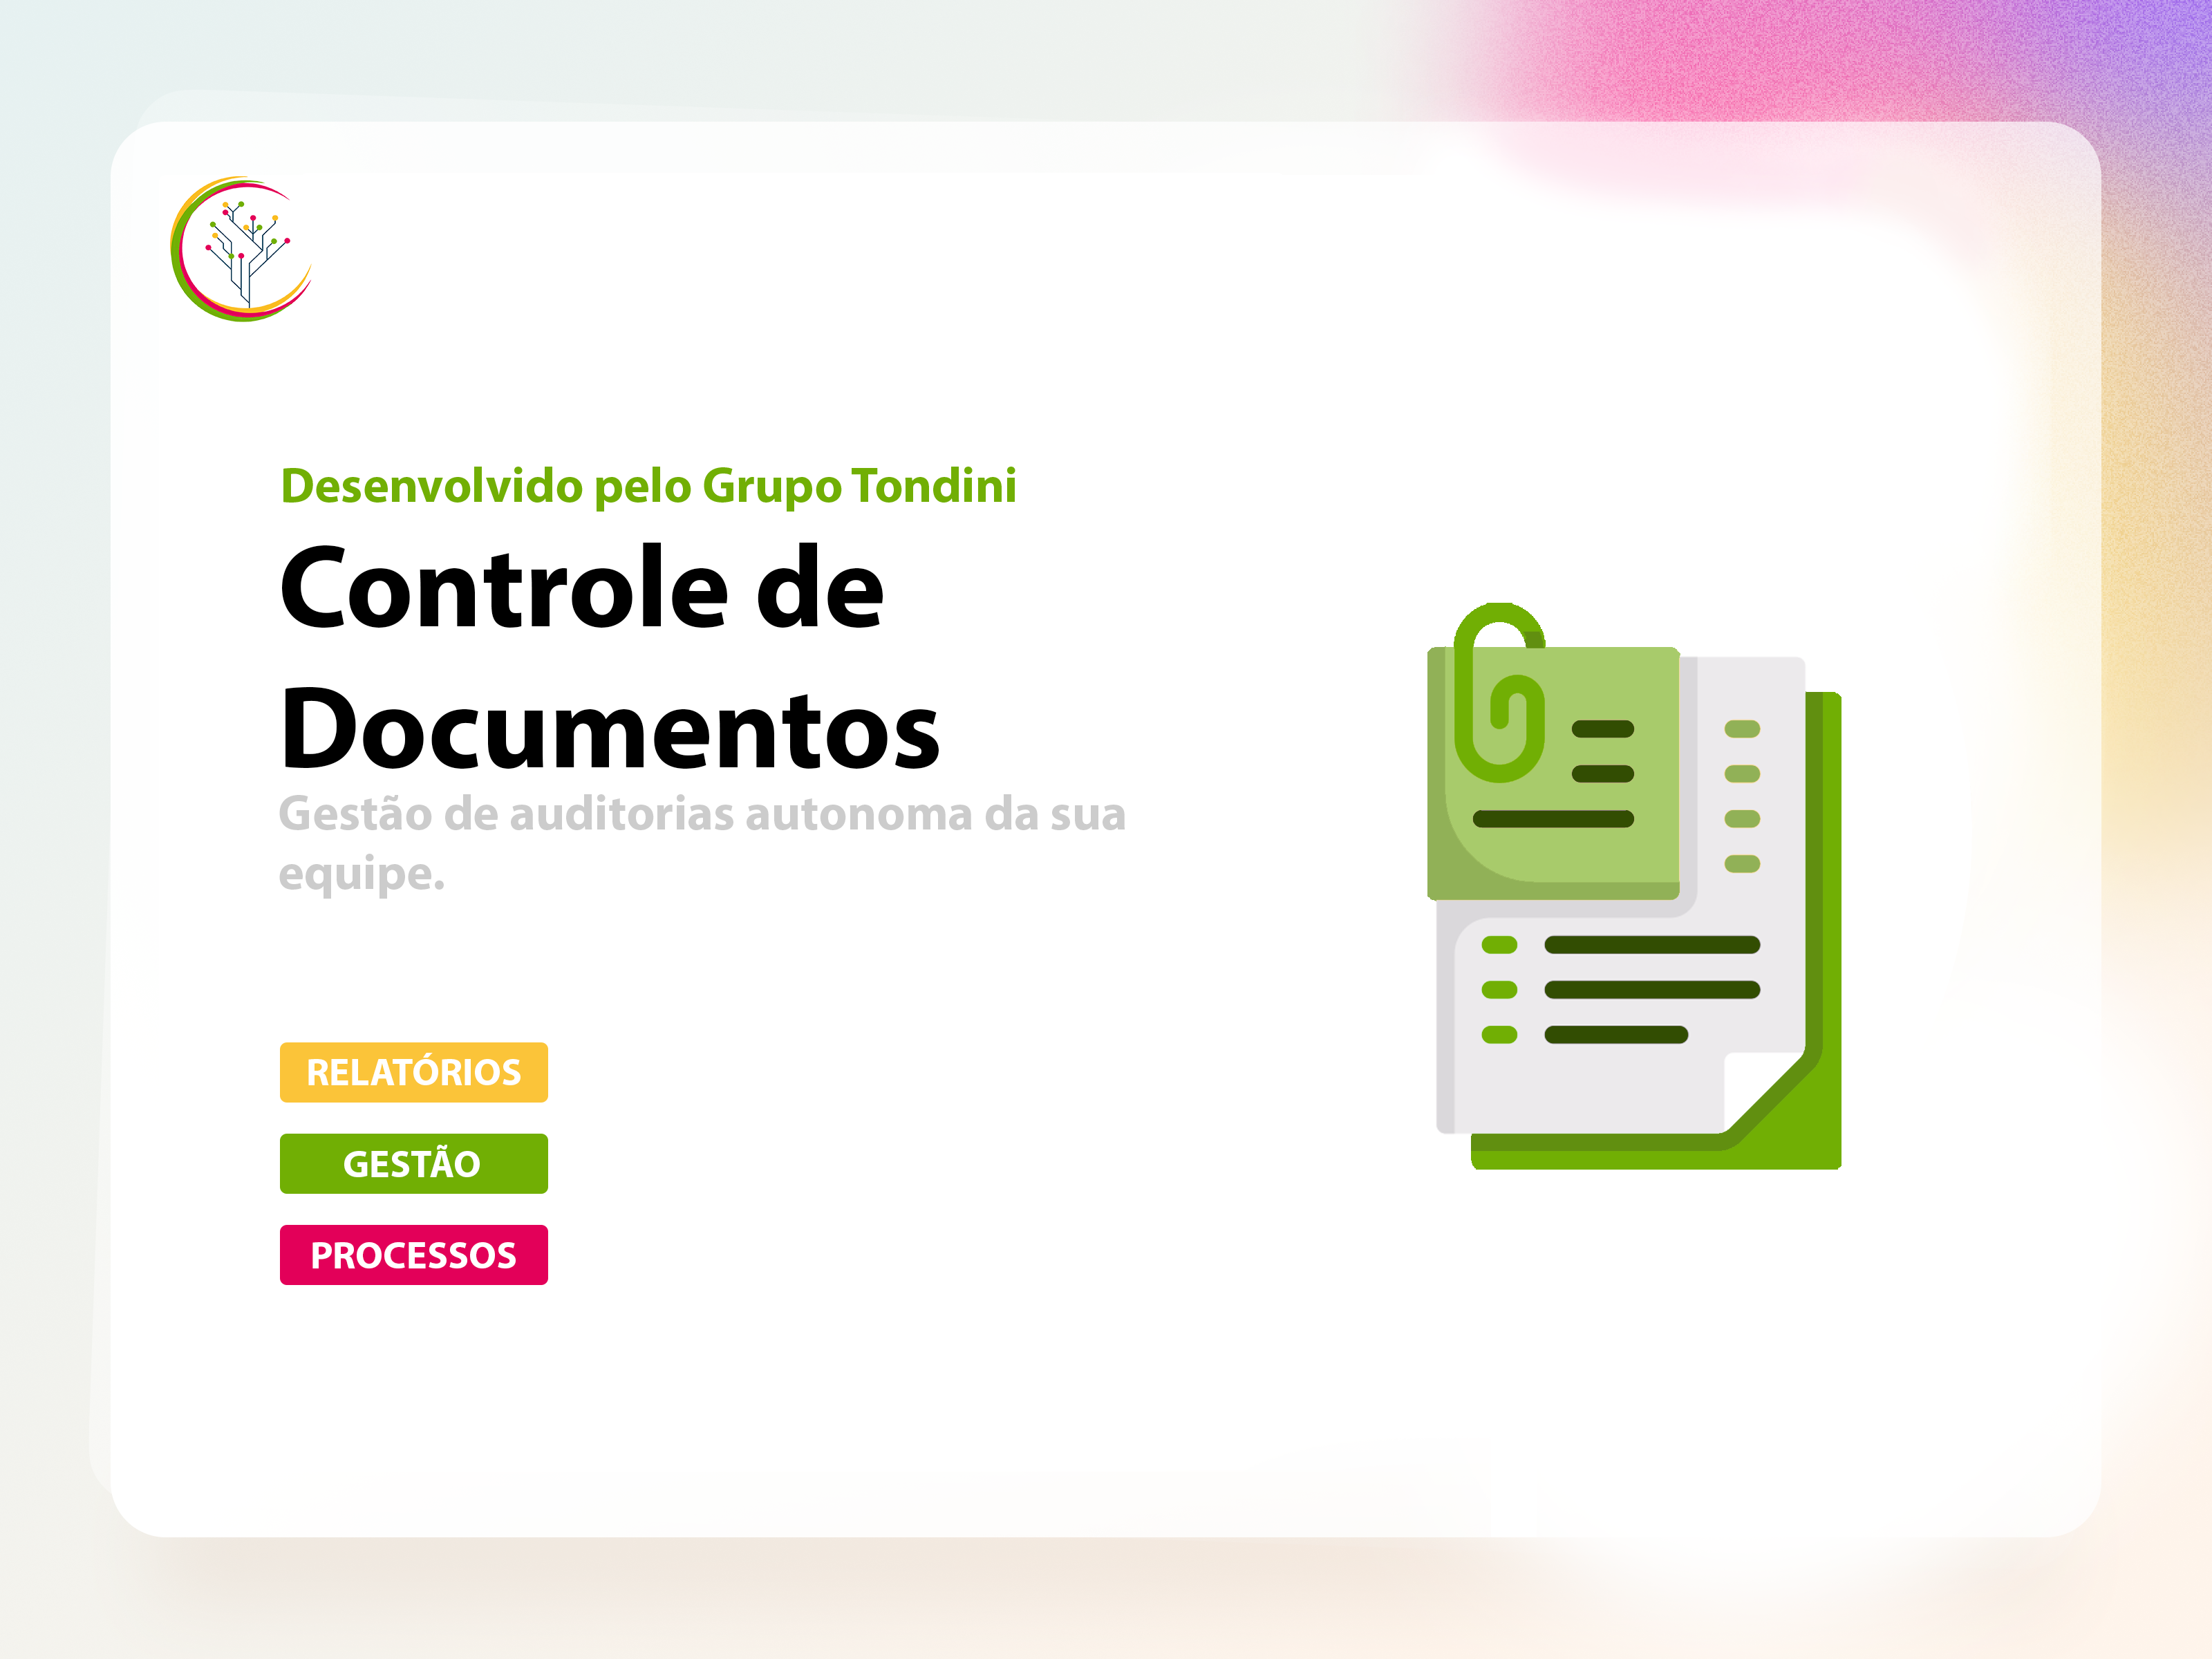 Desenvolvido pelo Grupo Tondini
Controle de
Documentos
Gestão de auditorias autonoma da sua
equipe.
RELATÓRIOS
GESTÃO
PROCESSOS